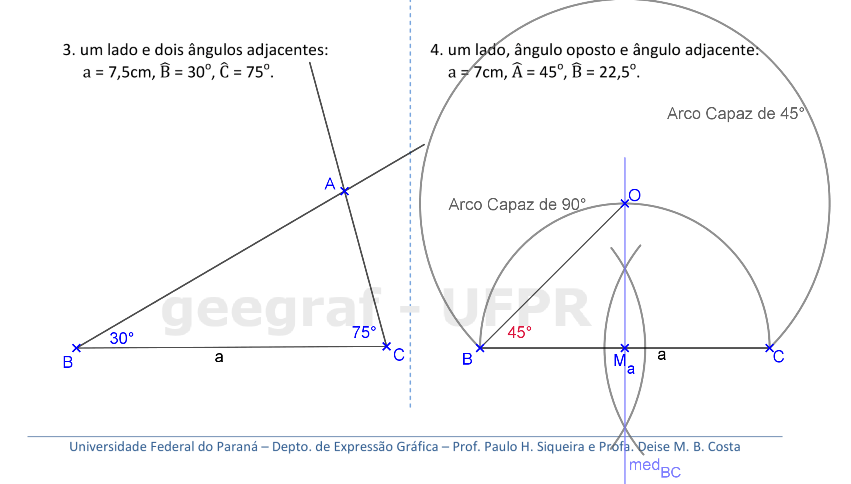 3. um lado e dois ângulos adjacentes:
a = 7,5cm, B̂ = 30°, Ĉ = 75°.
A
30°
75°
B
a
C
4. um lado, ângulo oposto e ângulo adjacente:
a = 7cm, Â = 45°, B̂ = 22,5°.
Arco Capaz de 45°
Arco Capaz de 90°
O
45°
B
Ma
a
C
medBC
geegraf - UFPR
Universidade Federal do Paraná – Depto. de Expressão Gráfica – Prof. Paulo H. Siqueira e Profa. Deise M. B. Costa